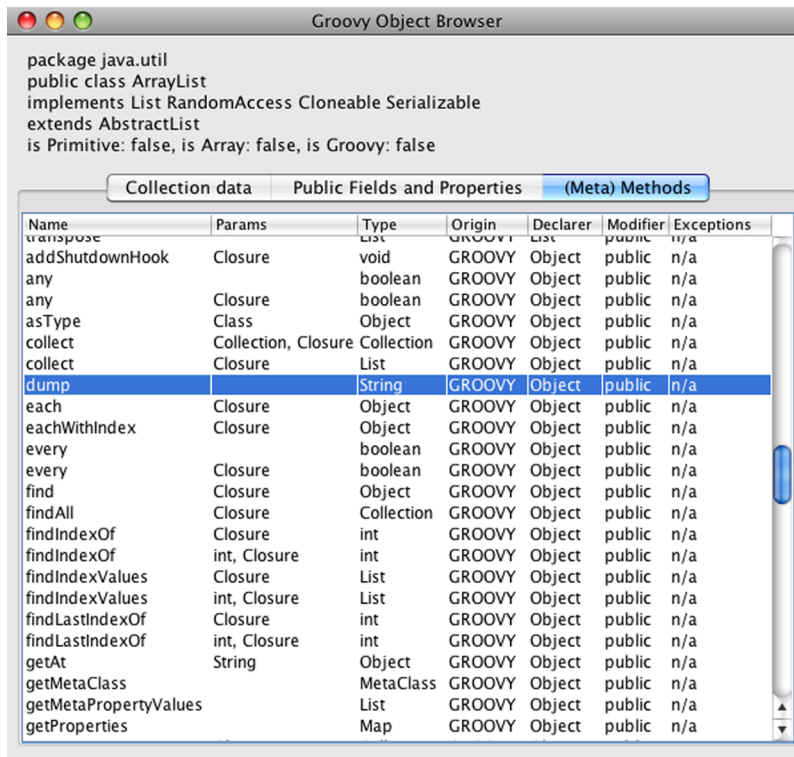 Groovy Object Browser
package java.util
public class ArrayList
implements List RandomAccess Cloneable Serializable
extends AbstractList
is Primitive: false, is Array: false, is Groovy: false
Collection data Public Fields and Properties (Meta) Methods
Name Params Type Origin Declarer Modifier Exceptions
transpose List GROOVY List public n/a
addShutdownHook Closure void GROOVY Object public n/a
any boolean GROOVY Object public n/a
any Closure boolean GROOVY Object public n/a
asType Class Object GROOVY Object public n/a
collect Collection, Closure Collection GROOVY Object public n/a
collect Closure List GROOVY Object public n/a
dump String GROOVY Object public n/a
each Closure Object GROOVY Object public n/a
eachWithIndex Closure Object GROOVY Object public n/a
every boolean GROOVY Object public n/a
every Closure boolean GROOVY Object public n/a
find Closure Object GROOVY Object public n/a
findAll Closure Collection GROOVY Object public n/a
findIndexOf Closure int GROOVY Object public n/a
findIndexOf int, Closure int GROOVY Object public n/a
findIndexValues Closure List GROOVY Object public n/a
findIndexValues int, Closure List GROOVY Object public n/a
findLastIndexOf Closure int GROOVY Object public n/a
findLastIndexOf int, Closure int GROOVY Object public n/a
getAt String Object GROOVY Object public n/a
getMetaClass MetaClass GROOVY Object public n/a
getMetaPropertyValues List GROOVY Object public n/a
getProperties Map GROOVY Object public n/a